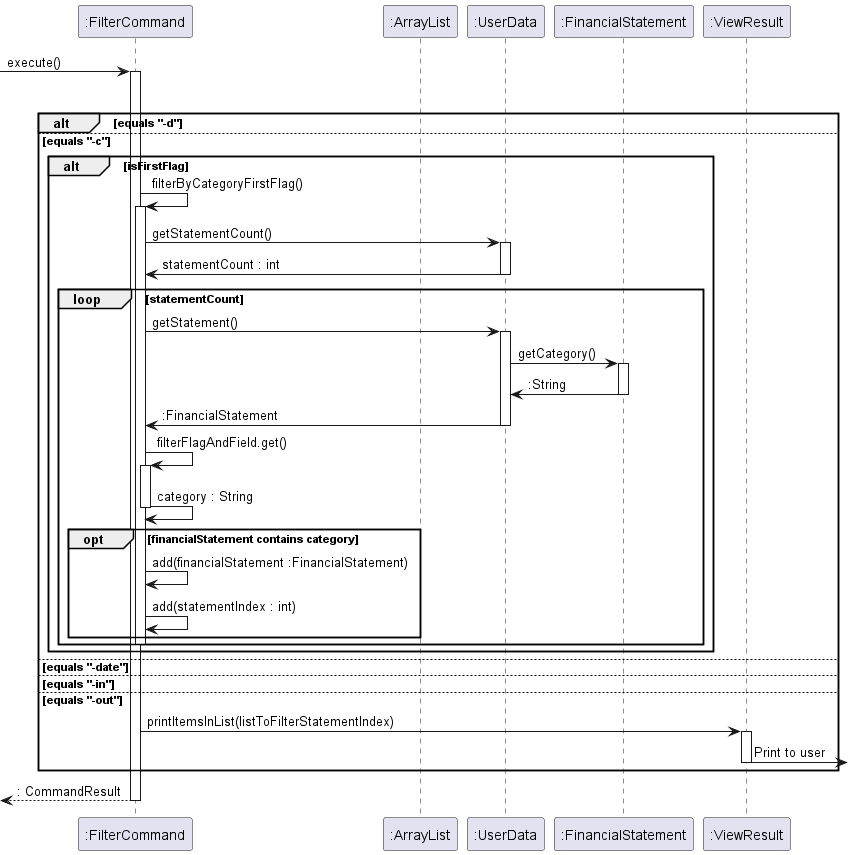 :FilterCommand :ArrayList :UserData :FinancialStatement :ViewResult
execute()
alt [equals "-d"]
[equals "-c"]
alt [isFirstFlag]
filterByCategoryFirstFlag()
getStatementCount()
statementCount : int
loop [statementCount]
getStatement()
getCategory()
:String
:FinancialStatement
filterFlagAndField.get()
category : String
opt [financialStatement contains category]
add(financialStatement :FinancialStatement)
add(statementIndex : int)
[equals "-date"]
[equals "-in"]
[equals "-out"]
printItemsInList(listToFilterStatementIndex)
Print to user
: CommandResult
:FilterCommand :ArrayList :UserData :FinancialStatement :ViewResult